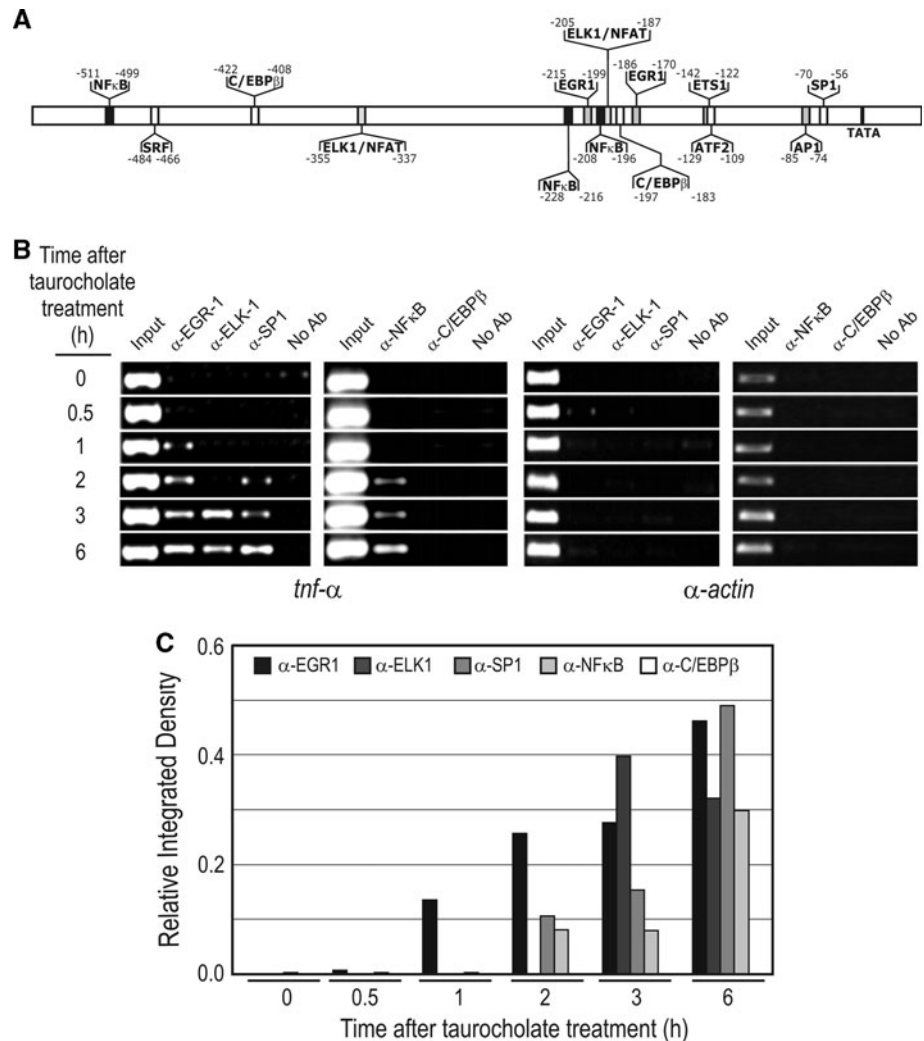 A
-205 -187
ELK1/NFAT
-511 -499
NFκB
-422 -408
C/EBPβ
-215 -199
EGR1
-186 -170
EGR1
-142 -122
ETS1
-70 -56
SP1
TATA
SRF
-484 -466
ELK1/NFAT
-355 -337
NFκB
-208 -196
ATF2
-129 -109
AP1
-85 -74
NFκB
-228 -216
C/EBPβ
-197 -183
B
Time after
taurocholate
treatment
(h)
Input α-EGR-1 α-ELK-1 α-SP1 No Ab Input α-NFκB α-C/EBPβ No Ab Input α-EGR-1 α-ELK-1 α-SP1 No Ab Input α-NFκB α-C/EBPβ No Ab
0
0.5
1
2
3
6
tnf-α α-actin
C
0.6
α-EGR1 α-ELK1 α-SP1 α-NFκB α-C/EBPβ
0.4
0.2
0.0
Relative Integrated Density
0 0.5 1 2 3 6
Time after taurocholate treatment (h)